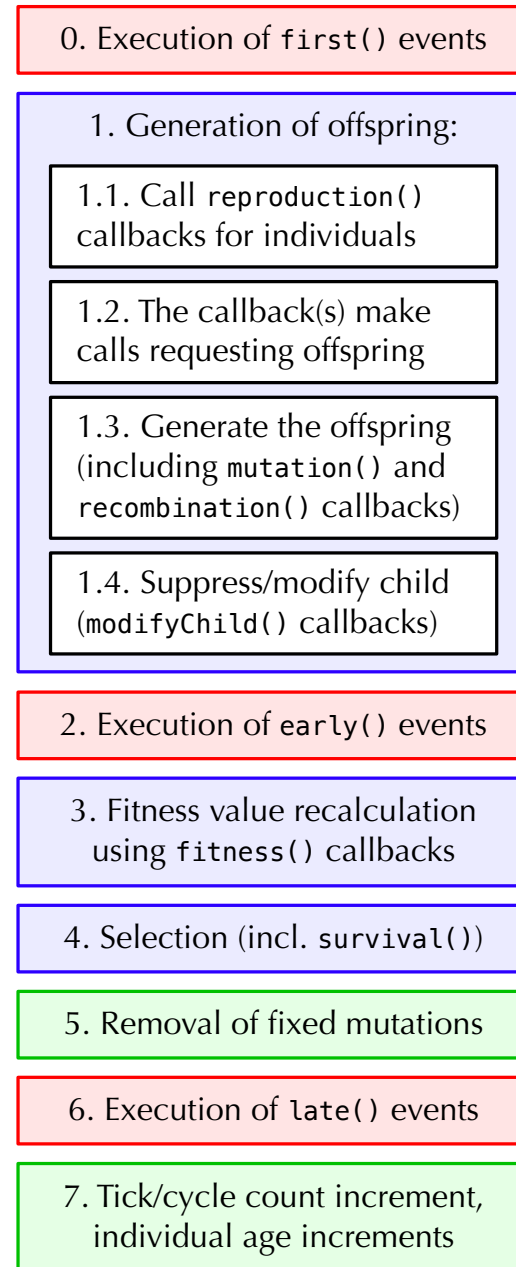 0. Execution of first() events
1. Generation of offspring:
1.1. Call reproduction()
callbacks for individuals
1.2. The callback(s) make
calls requesting offspring
1.3. Generate the offspring
(including mutation() and
recombination() callbacks)
1.4. Suppress/modify child
(modifyChild() callbacks)
2. Execution of early() events
3. Fitness value recalculation
using fitness() callbacks
4. Selection (incl. survival())
5. Removal of fixed mutations
6. Execution of late() events
7. Tick/cycle count increment,
individual age increments